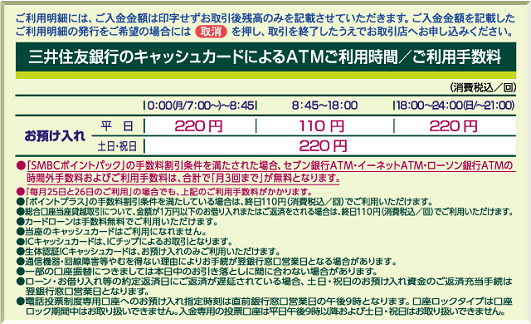 ご利用明細には、ご入金金額は印字せずお取引後残高のみを記載させていただきます。ご入金金額を記載した
ご利用明細の発行をご希望の場合には 取消 を押し、取引を終了したうえでお取引店へお申し込みください。
三井住友銀行のキャッシュカードによるATMご利用時間／ご利用手数料
(消費税込／回)
0:00(月/7:00～)～8:45 8:45～18:00 18:00～24:00(日/～21:00)
お預け入れ 平 日 220円 110円 220円
土日・祝日 220円
●「SMBCポイントパック」の手数料割引条件を満たされた場合、セブン銀行ATM・イーネットATM・ローソン銀行ATMの
時間外手数料およびご利用手数料は、合計で「月3回まで」が無料となります。
●「毎月25日と26日のご利用」の場合でも、上記のご利用手数料がかかります。
●「ポイントプラス」の手数料割引条件を満たしている場合は、終日110円(消費税込／回)でご利用いただけます。
●総合口座当座貸越取引について、金額が1万円以下のお借り入れまたはご返済をされる場合は、終日110円(消費税込／回)でご利用いただけます。
●カードローンは手数料無料でご利用いただけます。
●当座のキャッシュカードはご利用になれません。
●ICキャッシュカードは、ICチップによるお取引となります。
●生体認証ICキャッシュカードは、お預け入れのみご利用いただけます。
●通信機器・回線障害等やむを得ない理由によりお手続が翌銀行窓口営業日となる場合があります。
●一部の口座振替につきましては本日中のお引き落としに間に合わない場合があります。
●ローン・お借り入れ等の約定返済日にご返済が遅延されている場合、土日・祝日のお預け入れ資金のご返済充当手続は
翌銀行窓口営業日となります。
●電話投票制度専用口座へのお預け入れ指定時刻は直前銀行窓口営業日の午後9時となります。口座ロックタイプは口座
ロック期間中はお取り扱いできません。入金専用の投票口座は平日午後9時以降および土日・祝日はお取り扱いできません。